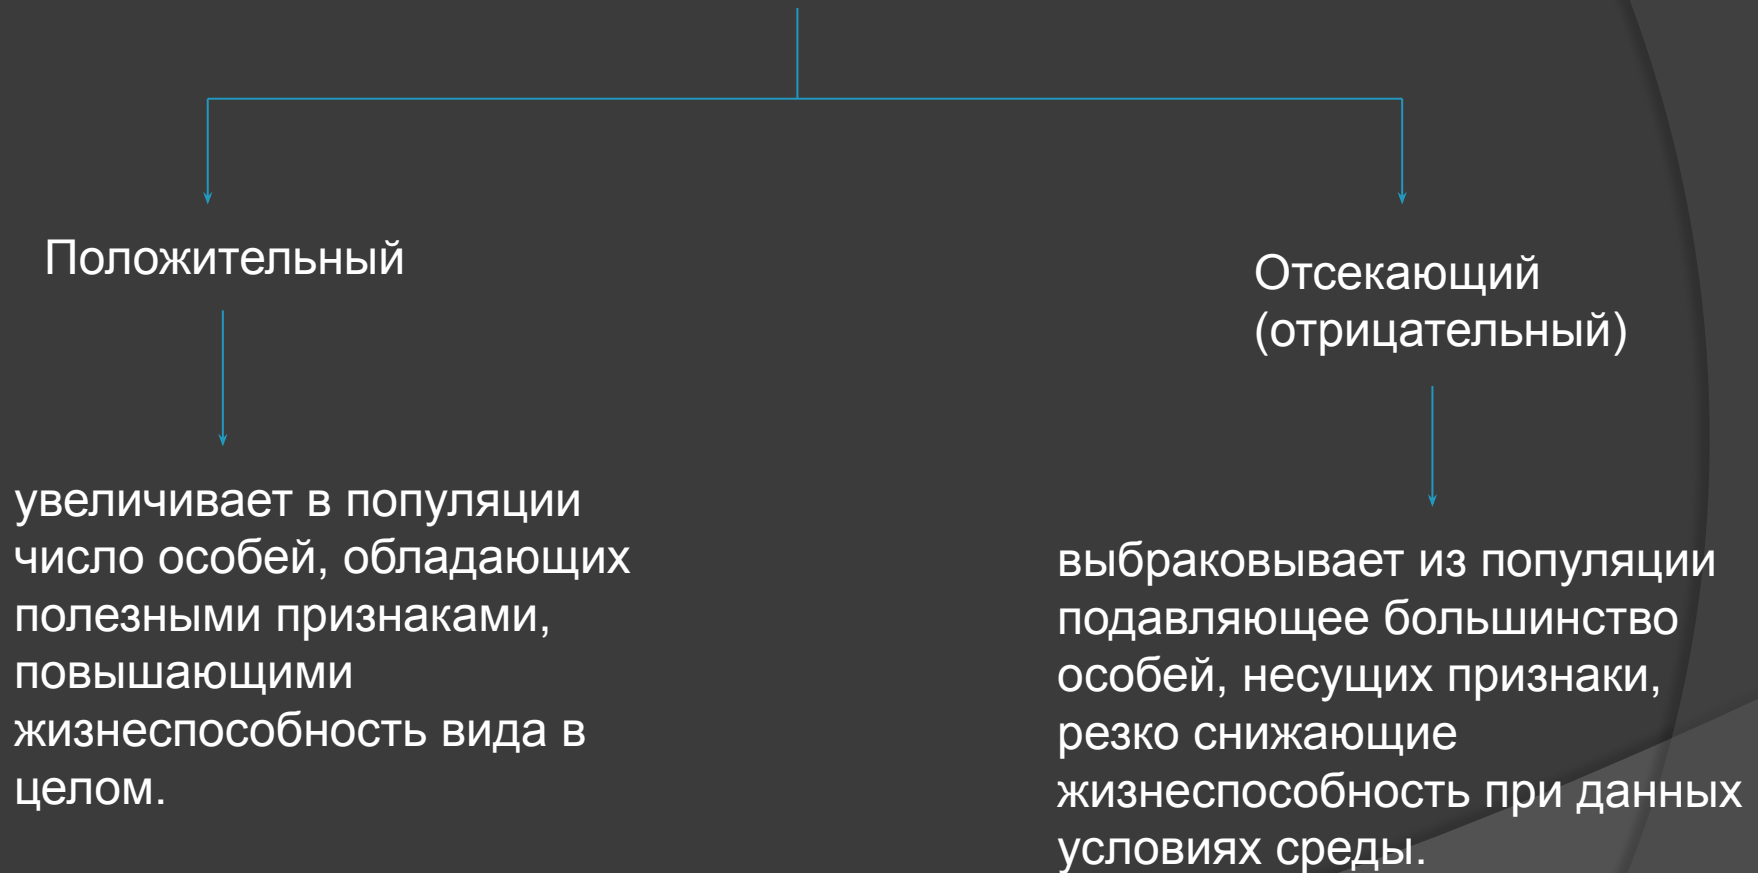 Положительный
увеличивает в популяции
число особей, обладающих
полезными признаками,
повышающими
жизнеспособность вида в
целом.
Отсекающий
(отрицательный)
выбраковывает из популяции
подавляющее большинство
особей, несущих признаки,
резко снижающие
жизнеспособность при данных
условиях среды.